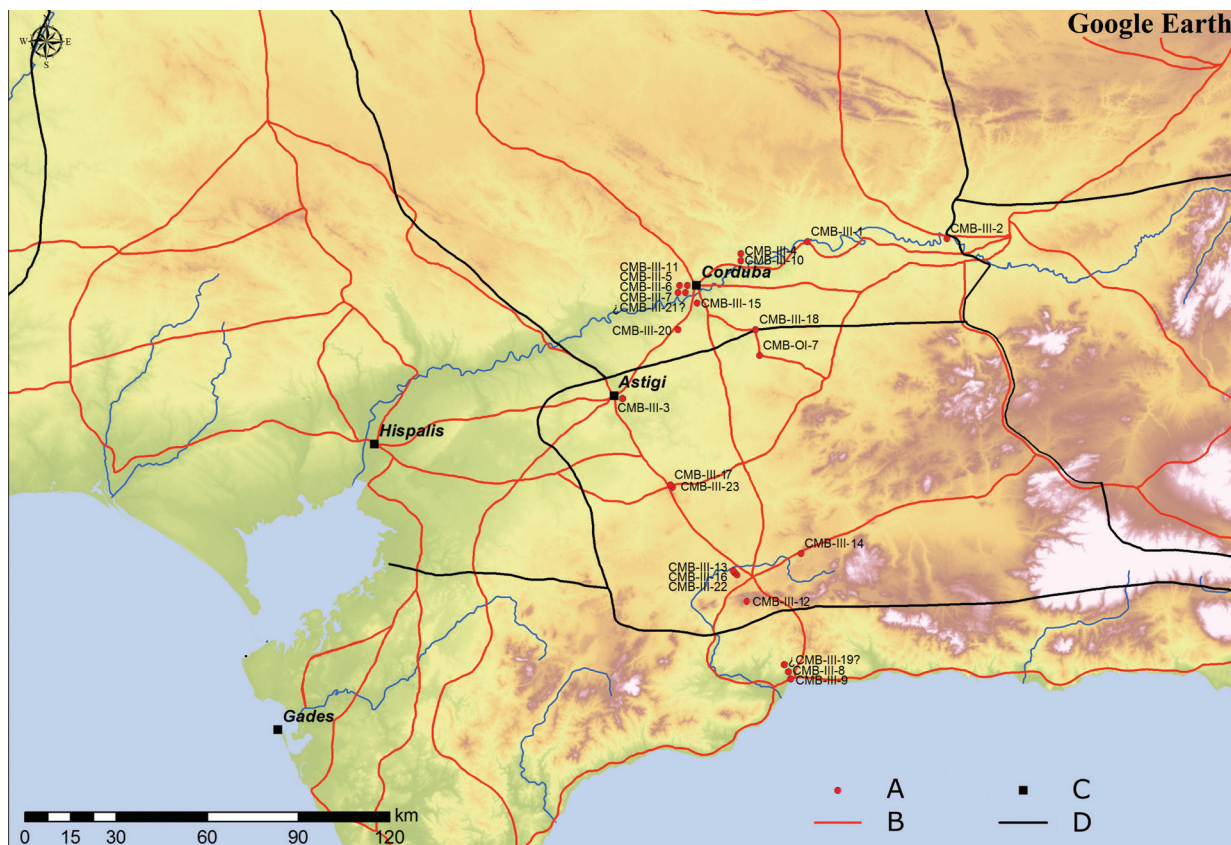 Google Earth
N
W
E
S
CMB-III-1
CMB-III-2
CMB-III-4
CMB-III-10
CMB-III-11
CMB-III-5
CMB-III-6
CMB-III-7
¿CMB-III-21?
Corduba
CMB-III-15
CMB-III-18
CMB-III-20
CMB-OI-7
Astigi
CMB-III-3
Hispalis
CMB-III-17
CMB-III-23
CMB-III-14
CMB-III-13
CMB-III-16
CMB-III-22
CMB-III-12
¿CMB-III-19?
CMB-III-8
CMB-III-9
Gades
A
C
B
D
km
0 15 30 60 90 120